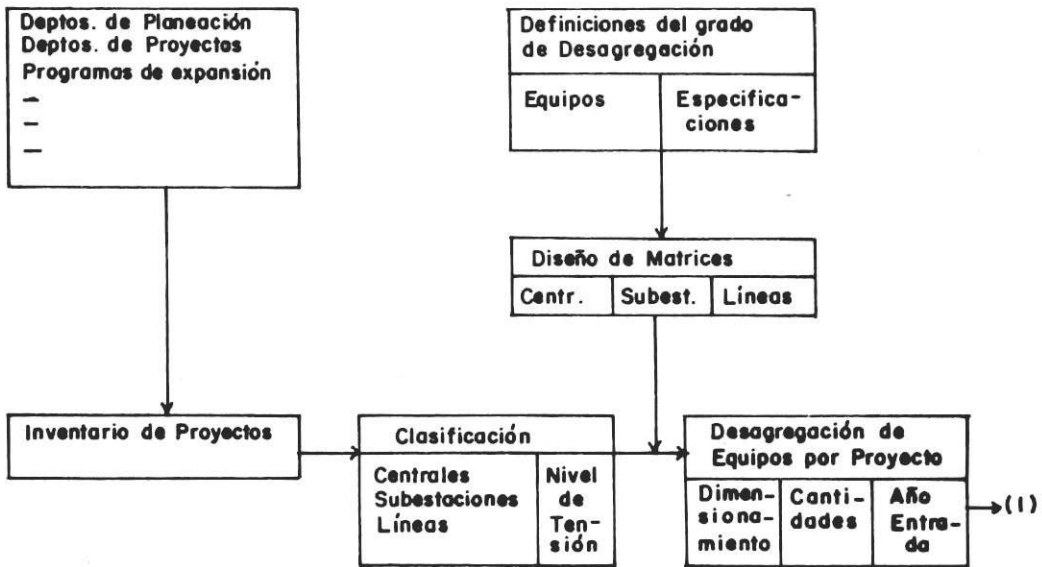 Deptos. de Planeación
Deptos. de Proyectos
Programas de expansión
—
—
—
Definiciones del grado
de Desagregación
Equipos
Especifica-
ciones
Diseño de Matrices
Centr.
Subest.
Líneas
Inventario de Proyectos
Clasificación
Centrales
Subestaciones
Líneas
Nivel
de
Ten-
sión
Desagregación de
Equipos por Proyecto
Dimen-
siona-
miento
Canti-
dades
Año
Entra-
da
(1)